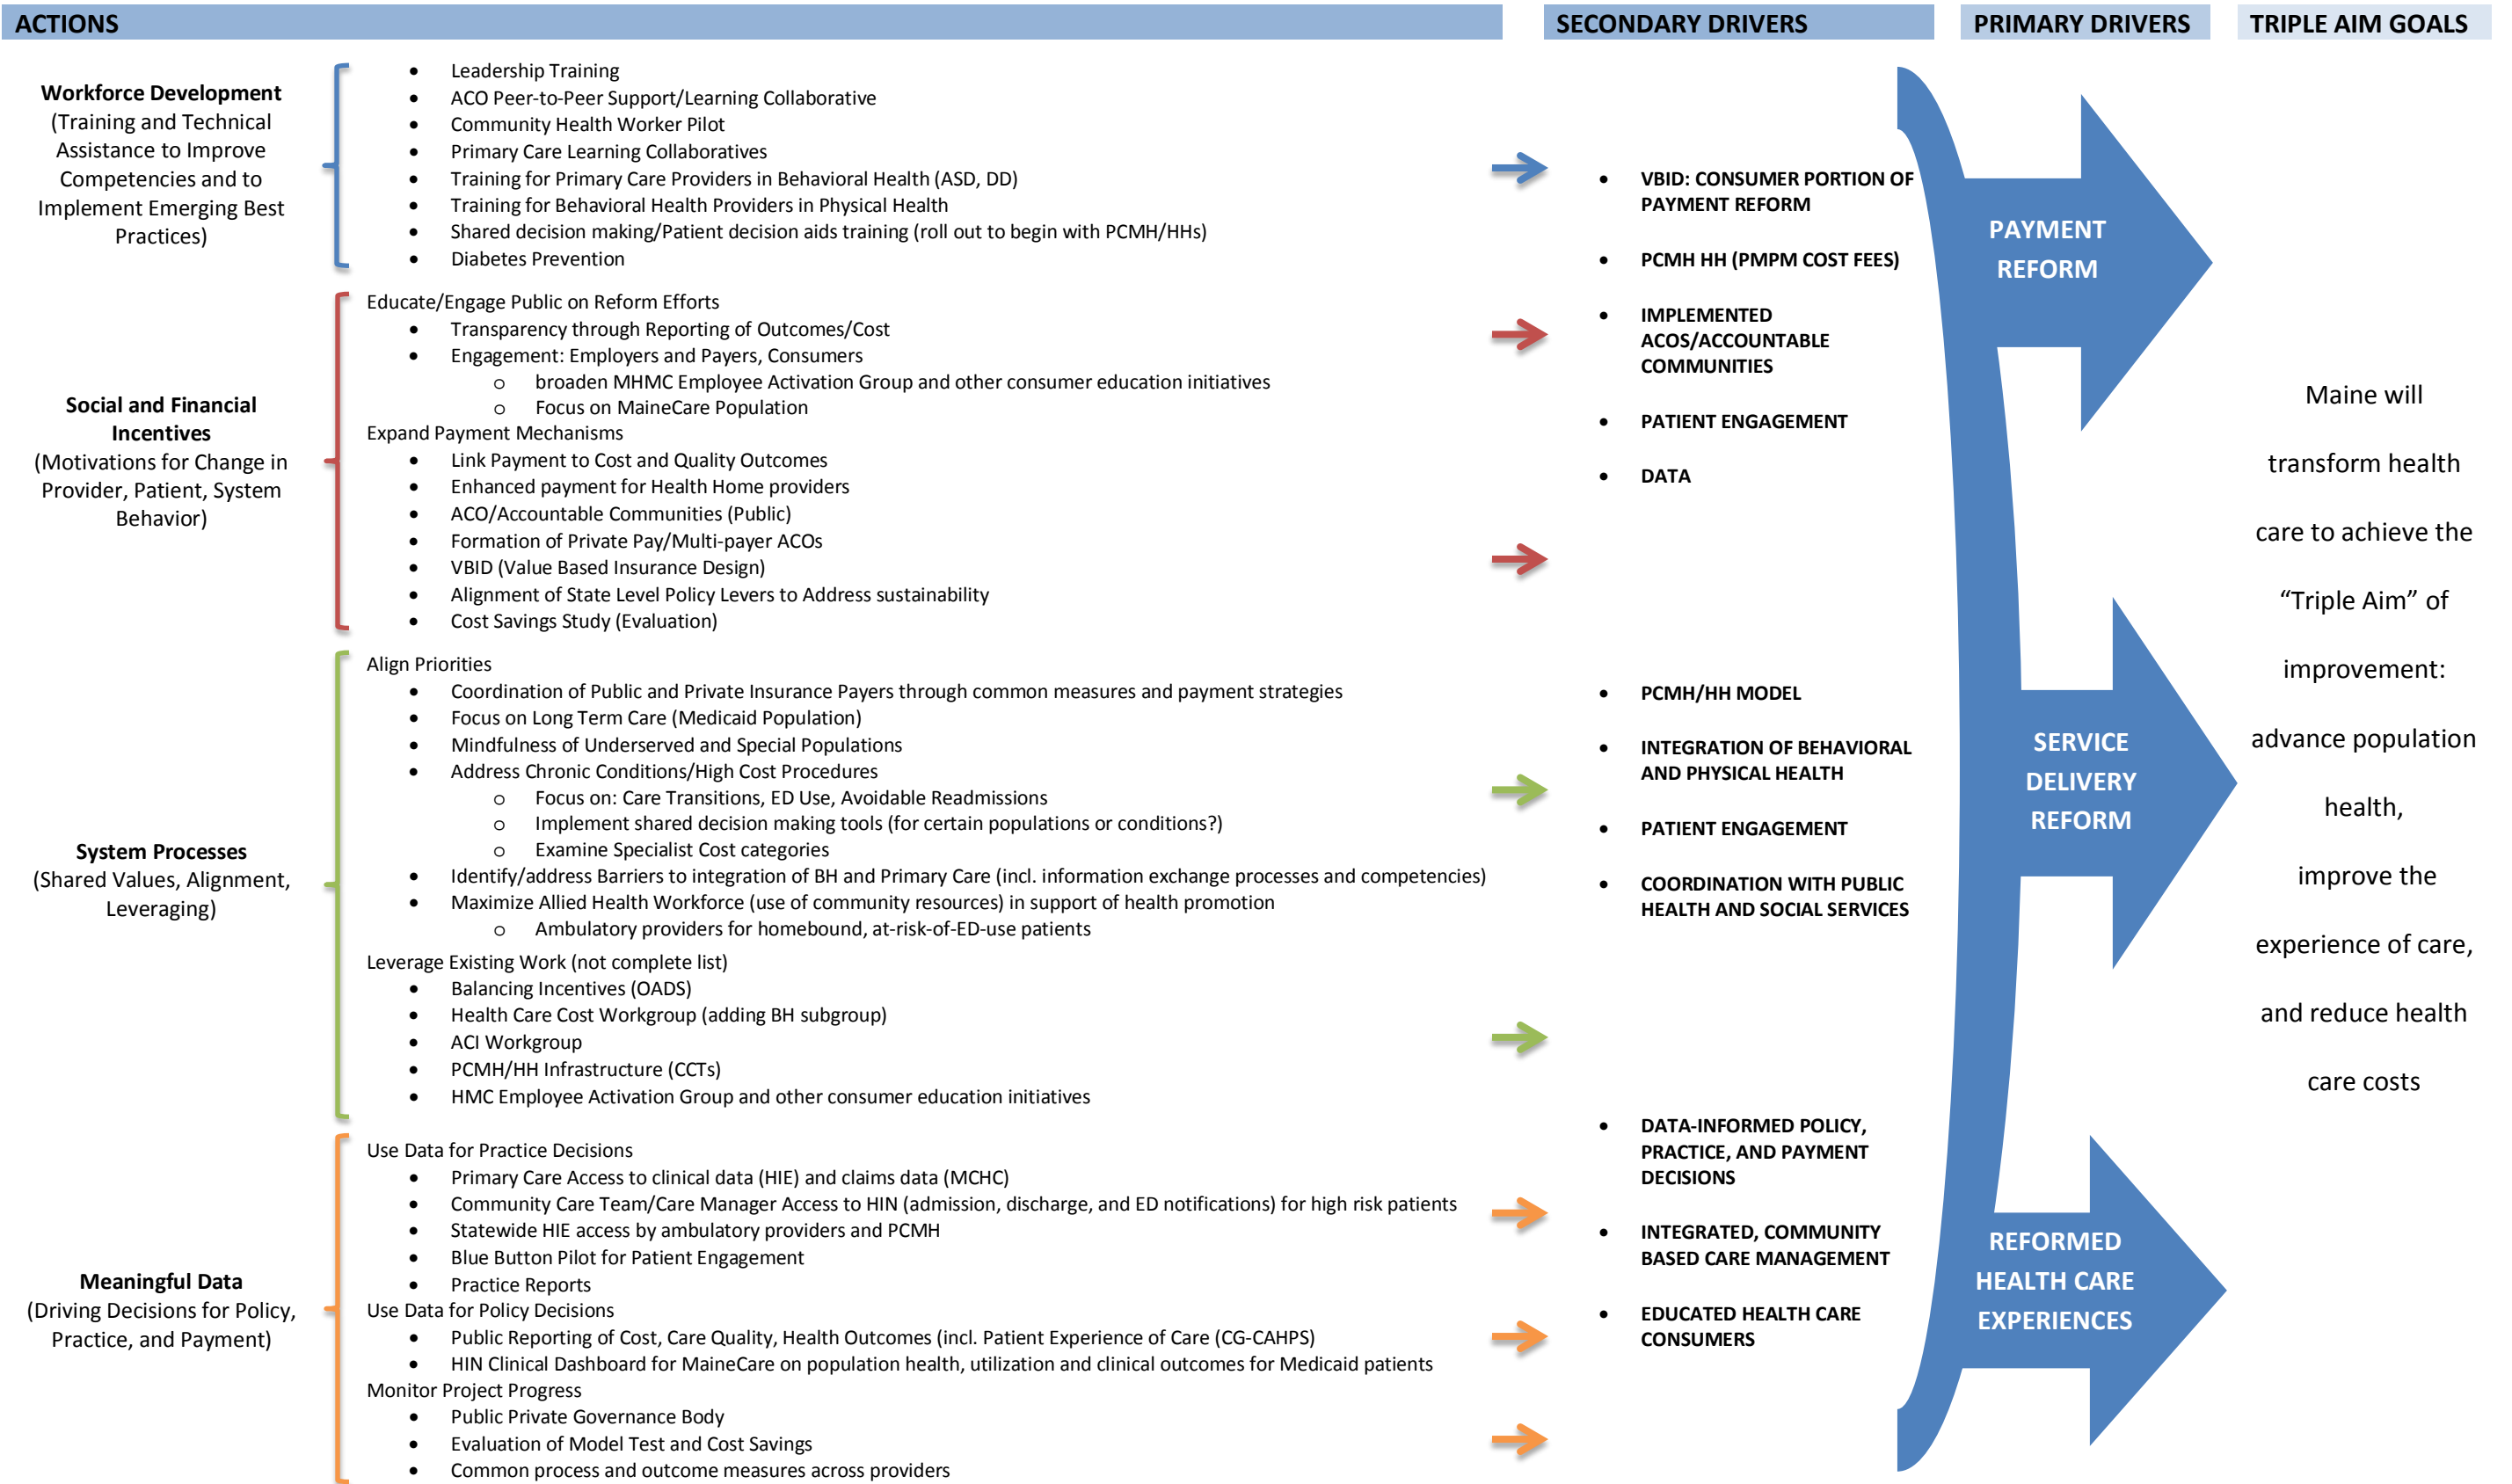 ACTIONS
SECONDARY DRIVERS
PRIMARY DRIVERS
TRIPLE AIM GOALS
Workforce Development
(Training and Technical
Assistance to Improve
Competencies and to
Implement Emerging Best
Practices)
• Leadership Training
• ACO Peer-to-Peer Support/Learning Collaborative
• Community Health Worker Pilot
• Primary Care Learning Collaboratives
• Training for Primary Care Providers in Behavioral Health (ASD, DD)
• Training for Behavioral Health Providers in Physical Health
• Shared decision making/Patient decision aids training (roll out to begin with PCMH/HHs)
• Diabetes Prevention
Social and Financial
Incentives
(Motivations for Change in
Provider, Patient, System
Behavior)
Educate/Engage Public on Reform Efforts
• Transparency through Reporting of Outcomes/Cost
• Engagement: Employers and Payers, Consumers
o broaden MHMC Employee Activation Group and other consumer education initiatives
o Focus on MaineCare Population
Expand Payment Mechanisms
• Link Payment to Cost and Quality Outcomes
• Enhanced payment for Health Home providers
• ACO/Accountable Communities (Public)
• Formation of Private Pay/Multi-payer ACOs
• VBID (Value Based Insurance Design)
• Alignment of State Level Policy Levers to Address sustainability
• Cost Savings Study (Evaluation)
System Processes
(Shared Values, Alignment,
Leveraging)
Align Priorities
• Coordination of Public and Private Insurance Payers through common measures and payment strategies
• Focus on Long Term Care (Medicaid Population)
• Mindfulness of Underserved and Special Populations
• Address Chronic Conditions/High Cost Procedures
o Focus on: Care Transitions, ED Use, Avoidable Readmissions
o Implement shared decision making tools (for certain populations or conditions?)
o Examine Specialist Cost categories
• Identify/address Barriers to integration of BH and Primary Care (incl. information exchange processes and competencies)
• Maximize Allied Health Workforce (use of community resources) in support of health promotion
o Ambulatory providers for homebound, at-risk-of-ED-use patients
Leverage Existing Work (not complete list)
• Balancing Incentives (OADS)
• Health Care Cost Workgroup (adding BH subgroup)
• ACI Workgroup
• PCMH/HH Infrastructure (CCTs)
• HMC Employee Activation Group and other consumer education initiatives
Meaningful Data
(Driving Decisions for Policy,
Practice, and Payment)
Use Data for Practice Decisions
• Primary Care Access to clinical data (HIE) and claims data (MCHC)
• Community Care Team/Care Manager Access to HIN (admission, discharge, and ED notifications) for high risk patients
• Statewide HIE access by ambulatory providers and PCMH
• Blue Button Pilot for Patient Engagement
• Practice Reports
Use Data for Policy Decisions
• Public Reporting of Cost, Care Quality, Health Outcomes (incl. Patient Experience of Care (CG-CAHPS)
• HIN Clinical Dashboard for MaineCare on population health, utilization and clinical outcomes for Medicaid patients
Monitor Project Progress
• Public Private Governance Body
• Evaluation of Model Test and Cost Savings
• Common process and outcome measures across providers
• VBID: CONSUMER PORTION OF
PAYMENT REFORM
• PCMH HH (PMPM COST FEES)
• IMPLEMENTED
ACOS/ACCOUNTABLE
COMMUNITIES
• PATIENT ENGAGEMENT
• DATA
• PCMH/HH MODEL
• INTEGRATION OF BEHAVIORAL
AND PHYSICAL HEALTH
• PATIENT ENGAGEMENT
• COORDINATION WITH PUBLIC
HEALTH AND SOCIAL SERVICES
• DATA-INFORMED POLICY,
PRACTICE, AND PAYMENT
DECISIONS
• INTEGRATED, COMMUNITY
BASED CARE MANAGEMENT
• EDUCATED HEALTH CARE
CONSUMERS
PAYMENT
REFORM
SERVICE
DELIVERY
REFORM
REFORMED
HEALTH CARE
EXPERIENCES
Maine will
transform health
care to achieve the
“Triple Aim” of
improvement:
advance population
health,
improve the
experience of care,
and reduce health
care costs